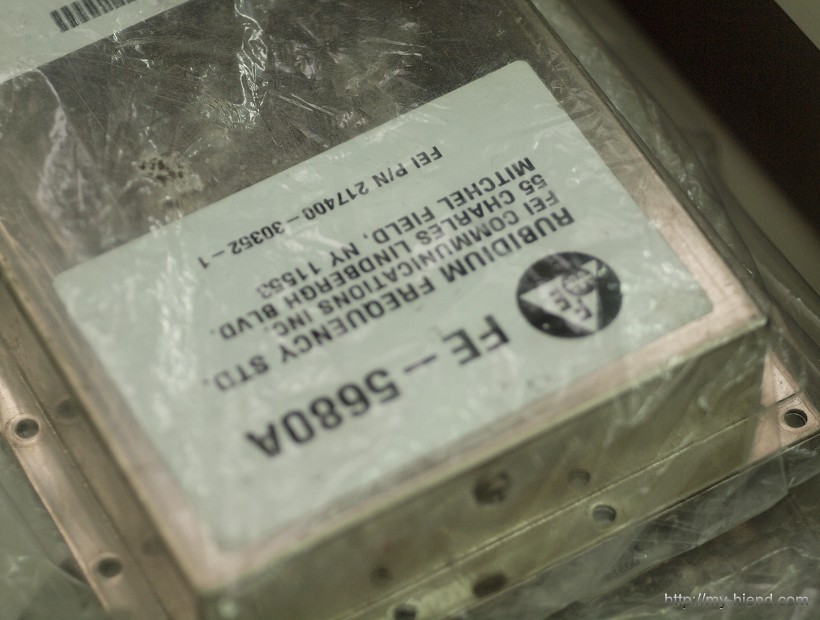 FE-5680A
RUBIDIUM FREQUENCY STD.
FEI COMMUNICATIONS INC.
55 CHARLES LINDBERGH BLVD.
MITCHEL FIELD, NY 11553
FEI P/N 217400-30352-1
http://my-hiend.com/